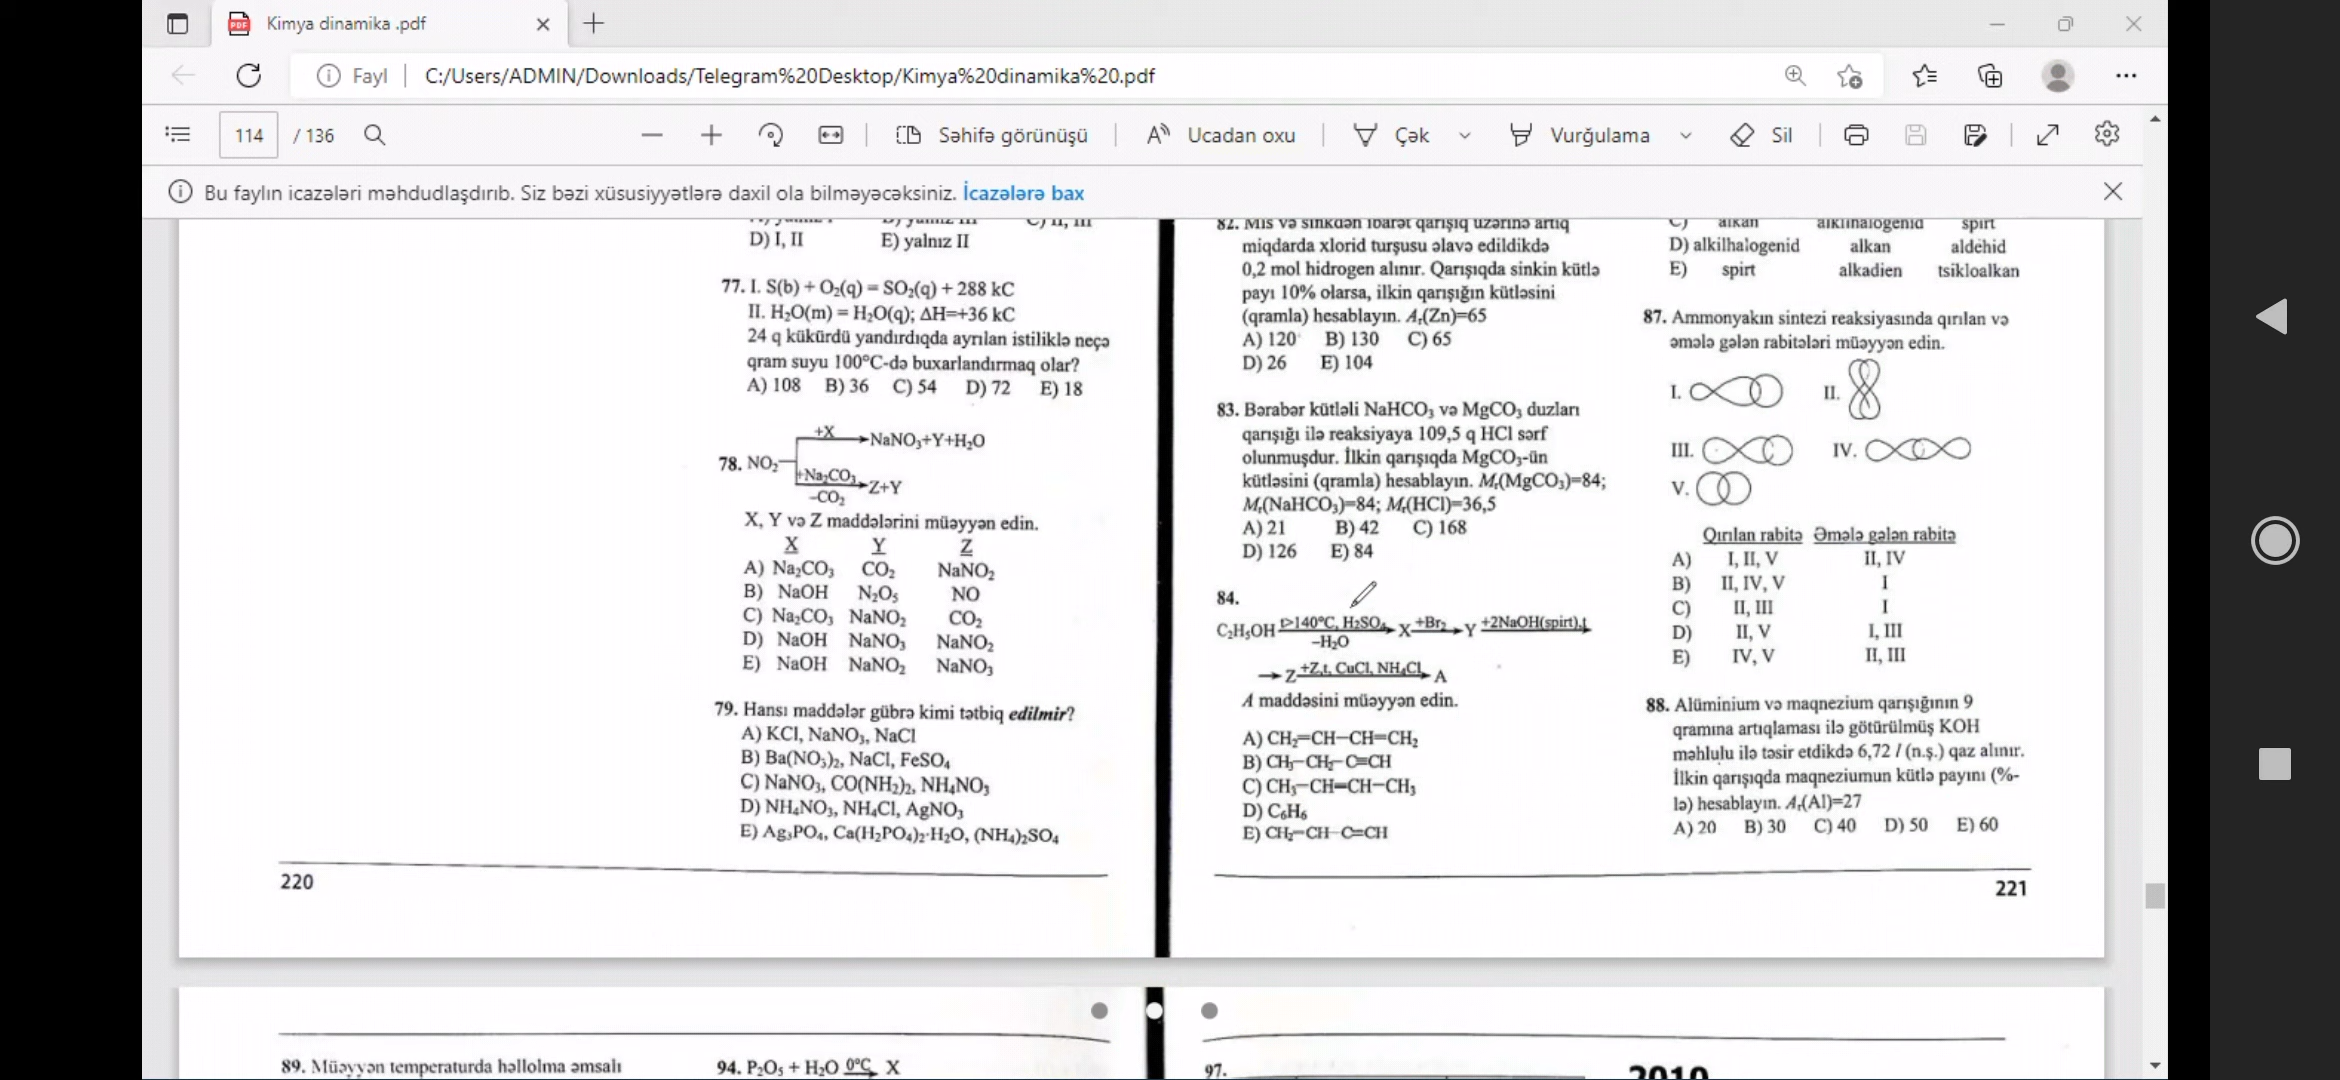 Kimya dinamika .pdf
Fayl
C:/Users/ADMIN/Downloads/Telegram%20Desktop/Kimya%20dinamika%20.pdf
114 / 136
Səhifə görünüşü
Ucadan oxu
Çək
Vurğulama
Sil
Bu faylın icazələri məhdudlaşdırıb. Siz bəzi xüsusiyyətlərə daxil ola bilməyəcəksiniz. İcazələrə bax
D) I, II E) yalnız II
77. I. S(b) + O₂(q) = SO₂(q) + 288 kC
II. H₂O(m) = H₂O(q); ΔH=+36 kC
24 q kükürdü yandırdıqda ayrılan istiliklə neçə
qram suyu 100°C-də buxarlandırmaq olar?
A) 108 B) 36 C) 54 D) 72 E) 18
+X
NaNO₃+Y+H₂O
78. NO₂
+Na₂CO₃
Z+Y
–CO₂
X, Y və Z maddələrini müəyyən edin.
X Y Z
A) Na₂CO₃ CO₂ NaNO₂
B) NaOH N₂O₅ NO
C) Na₂CO₃ NaNO₂ CO₂
D) NaOH NaNO₃ NaNO₂
E) NaOH NaNO₂ NaNO₃
79. Hansı maddələr gübrə kimi tətbiq edilmir?
A) KCl, NaNO₃, NaCl
B) Ba(NO₃)₂, NaCl, FeSO₄
C) NaNO₃, CO(NH₂)₂, NH₄NO₃
D) NH₄NO₃, NH₄Cl, AgNO₃
E) Ag₃PO₄, Ca(H₂PO₄)₂·H₂O, (NH₄)₂SO₄
220
82. Mis və sinkdən ibarət qarışıq üzərinə artıq
miqdarda xlorid turşusu əlavə edildikdə
0,2 mol hidrogen alınır. Qarışıqda sinkin kütlə
payı 10% olarsa, ilkin qarışığın kütləsini
(qramla) hesablayın. Aᵣ(Zn)=65
A) 120 B) 130 C) 65
D) 26 E) 104
83. Bərabər kütləli NaHCO₃ və MgCO₃ duzları
qarışığı ilə reaksiyaya 109,5 q HCl sərf
olunmuşdur. İlkin qarışıqda MgCO₃-ün
kütləsini (qramla) hesablayın. Mᵣ(MgCO₃)=84;
Mᵣ(NaHCO₃)=84; Mᵣ(HCl)=36,5
A) 21 B) 42 C) 168
D) 126 E) 84
84.
C₂H₅OH >140°C, H₂SO₄ –H₂O → X +Br₂ → Y +2NaOH(spirt),t
→ Z +Z,t, CuCl, NH₄Cl → A
A maddəsini müəyyən edin.
A) CH₂=CH–CH=CH₂
B) CH₃–CH₂–C≡CH
C) CH₃–CH=CH–CH₃
D) C₆H₆
E) CH₂=CH–C≡CH
C) alkan alkilhalogenid spirt
D) alkilhalogenid alkan aldehid
E) spirt alkadien tsikloalkan
87. Ammonyakın sintezi reaksiyasında qırılan və
əmələ gələn rabitələri müəyyən edin.
I. II.
III. IV.
V.
Qırılan rabitə Əmələ gələn rabitə
A) I, II, V II, IV
B) II, IV, V I
C) II, III I
D) II, V I, III
E) IV, V II, III
88. Alüminium və maqnezium qarışığının 9
qramına artıqlaması ilə götürülmüş KOH
məhlulu ilə təsir etdikdə 6,72 l (n.ş.) qaz alınır.
İlkin qarışıqda maqneziumun kütlə payını (%-
lə) hesablayın. Aᵣ(Al)=27
A) 20 B) 30 C) 40 D) 50 E) 60
221
89. Müəyyən temperaturda həllolma əmsalı
94. P₂O₅ + H₂O 0°C → X
97.
2010